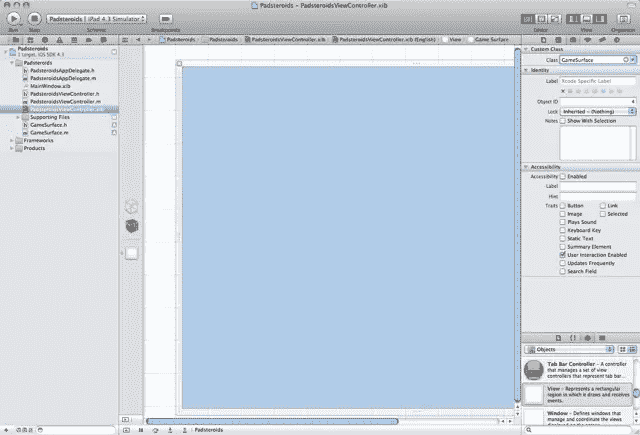 Padsteroids – PadsteroidsViewController.xib
Padsteroids | iPad 4.3 Simulator
Run
Stop
Scheme
Breakpoints
Editor
View
Organizer
Padsteroids
Padsteroids
PadsteroidsViewController.xib
PadsteroidsViewController.xib (English)
View
Game Surface
Padsteroids
1 target, iOS SDK 4.3
Padsteroids
PadsteroidsAppDelegate.h
PadsteroidsAppDelegate.m
MainWindow.xib
PadsteroidsViewController.h
PadsteroidsViewController.m
PadsteroidsViewController.xib
Supporting Files
GameSurface.h
GameSurface.m
Frameworks
Products
Custom Class
Class GameSurface
Identity
Label Xcode Specific Label
Object ID 4
Lock Inherited – (Nothing)
Notes Show With Selection
Accessibility
Accessibility Enabled
Label
Hint
Traits Button Link
Image Selected
Plays Sound
Keyboard Key
Static Text
Summary Element
User Interaction Enabled
Updates Frequently
Search Field
Objects
Tab Bar Controller – A controller
that manages a set of view
controllers that represent tab bar...
View – Represents a rectangular
region in which it draws and receives
events.
Window – Defines windows that
manage and coordinate the views
Padsteroids